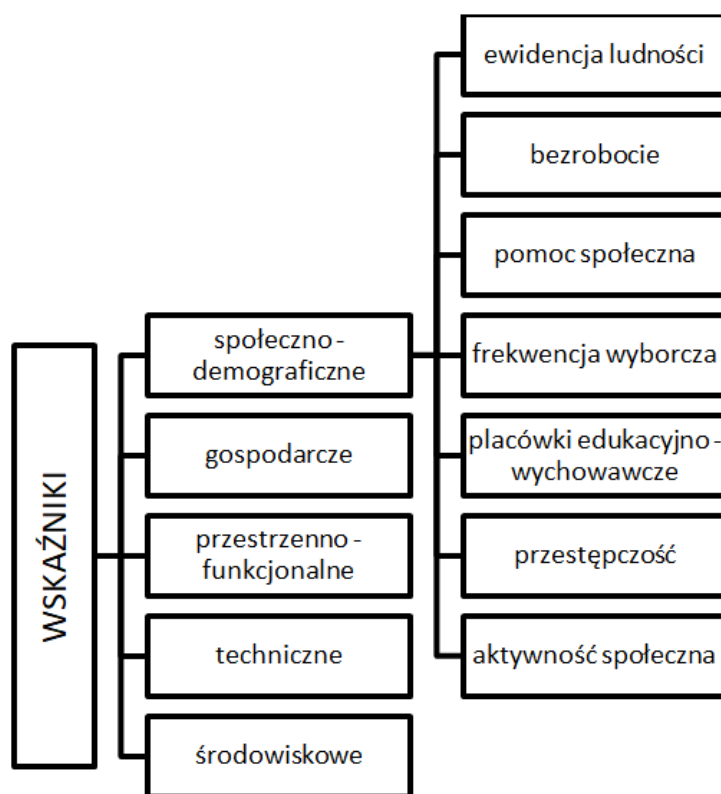 WSKAŹNIKI
społeczno -
demograficzne
gospodarcze
przestrzenno -
funkcjonalne
techniczne
środowiskowe
ewidencja ludności
bezrobocie
pomoc społeczna
frekwencja wyborcza
placówki edukacyjno -
wychowawcze
przestępczość
aktywność społeczna